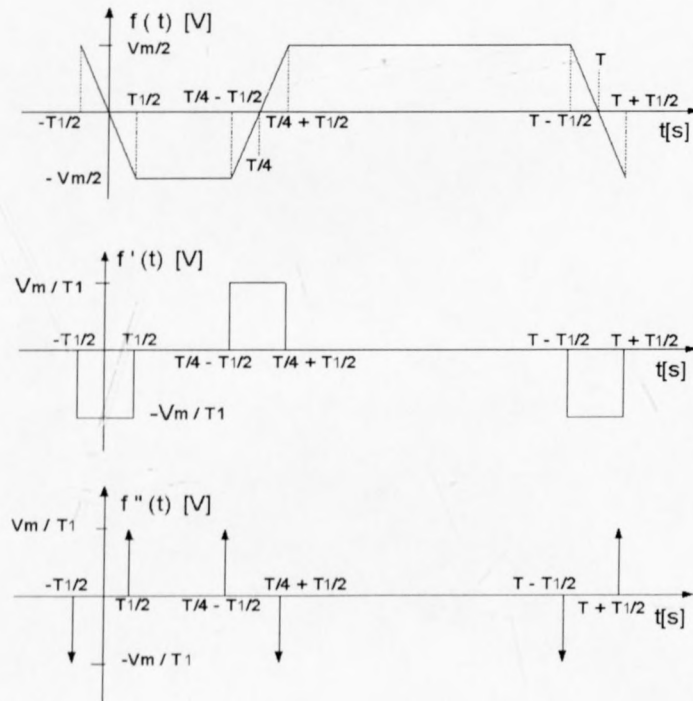 f ( t ) [V]
Vm/2
T1/2
T/4 - T1/2
T
-T1/2
T/4 + T1/2
T - T1/2
T + T1/2
t[s]
T/4
- Vm/2
f ' (t) [V]
Vm / T1
-T1/2
T1/2
T - T1/2
T + T1/2
T/4 - T1/2
T/4 + T1/2
t[s]
-Vm / T1
f "(t) [V]
Vm / T1
-T1/2
T/4 + T1/2
T - T1/2
T1/2
T/4 - T1/2
T + T1/2
t[s]
-Vm / T1